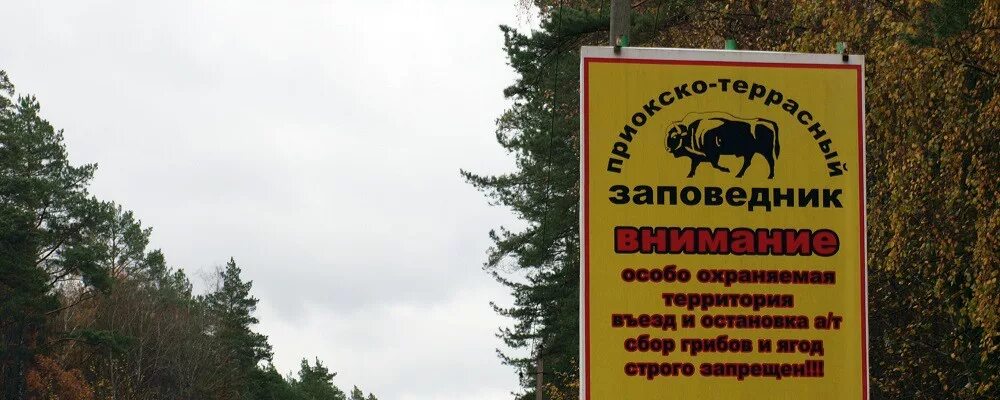 приокско-террасный
заповедник
внимание
особо охраняемая
территория
въезд и остановка а/т
сбор грибов и ягод
строго запрещен!!!